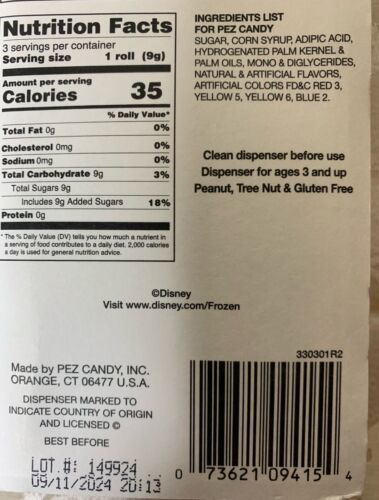 Nutrition Facts
3 servings per container
Serving size 1 roll (9g)
Amount per serving
Calories 35
% Daily Value*
Total Fat 0g 0%
Cholesterol 0mg 0%
Sodium 0mg 0%
Total Carbohydrate 9g 3%
Total Sugars 9g
Includes 9g Added Sugars 18%
Protein 0g
* The % Daily Value (DV) tells you how much a nutrient in
a serving of food contributes to a daily diet. 2,000 calories
a day is used for general nutrition advice.
INGREDIENTS LIST
FOR PEZ CANDY
SUGAR, CORN SYRUP, ADIPIC ACID,
HYDROGENATED PALM KERNEL &
PALM OILS, MONO & DIGLYCERIDES,
NATURAL & ARTIFICIAL FLAVORS,
ARTIFICIAL COLORS FD&C RED 3,
YELLOW 5, YELLOW 6, BLUE 2.
Clean dispenser before use
Dispenser for ages 3 and up
Peanut, Tree Nut & Gluten Free
©Disney
Visit www.disney.com/Frozen
Made by PEZ CANDY, INC.
ORANGE, CT 06477 U.S.A.
DISPENSER MARKED TO
INDICATE COUNTRY OF ORIGIN
AND LICENSED ©
BEST BEFORE
LOT.#: 149924
09/11/2024 20:13
330301R2
0 73621 09415 4